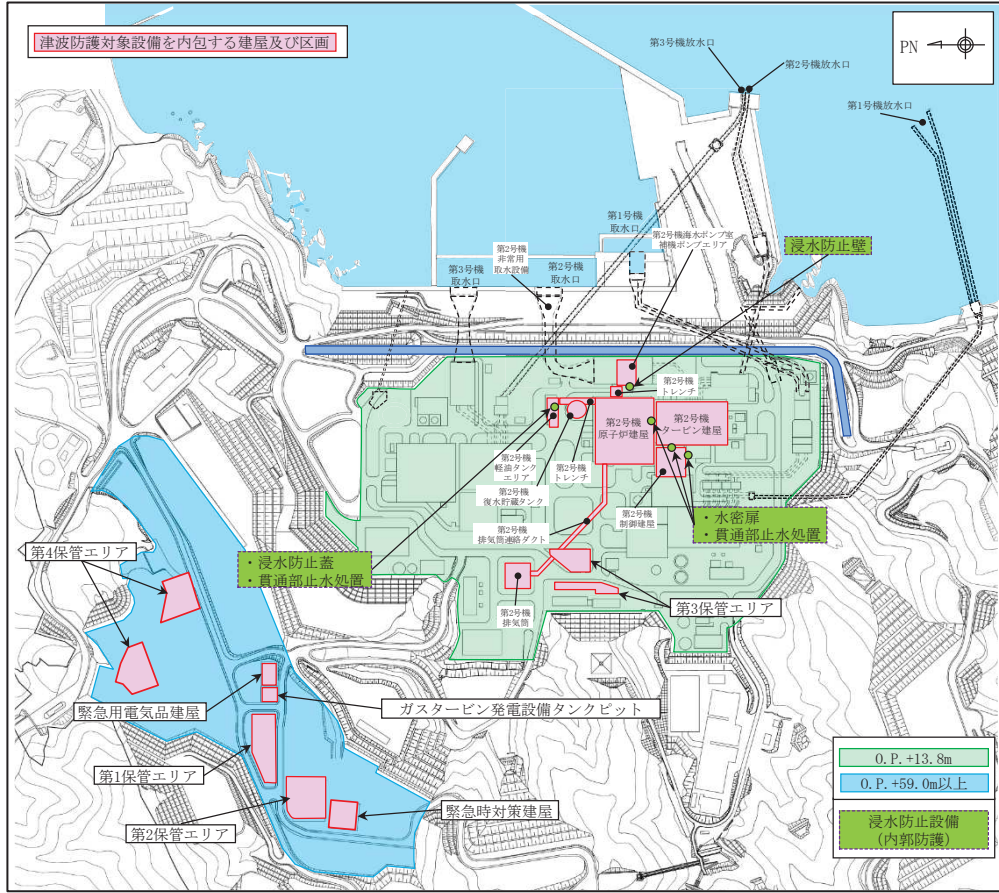 津波防護対象設備を内包する建屋及び区画
PN
第3号機放水口
第2号機放水口
第1号機放水口
第1号機
取水口
第2号機海水ポンプ室
補機ポンプエリア
浸水防止壁
第2号機
非常用
取水設備
第3号機
取水口
第2号機
取水口
第2号機
トレンチ
第2号機
原子炉建屋
第2号機
タービン建屋
第2号機
軽油タンク
エリア
第2号機
トレンチ
第2号機
復水貯蔵タンク
第2号機
制御建屋
・水密扉
・貫通部止水処置
第2号機
排気筒連絡ダクト
・浸水防止蓋
・貫通部止水処置
第4保管エリア
第3保管エリア
第2号機
排気筒
緊急用電気品建屋
ガスタービン発電設備タンクピット
第1保管エリア
第2保管エリア
緊急時対策建屋
O.P.+13.8m
O.P.+59.0m以上
浸水防止設備
(内郭防護)